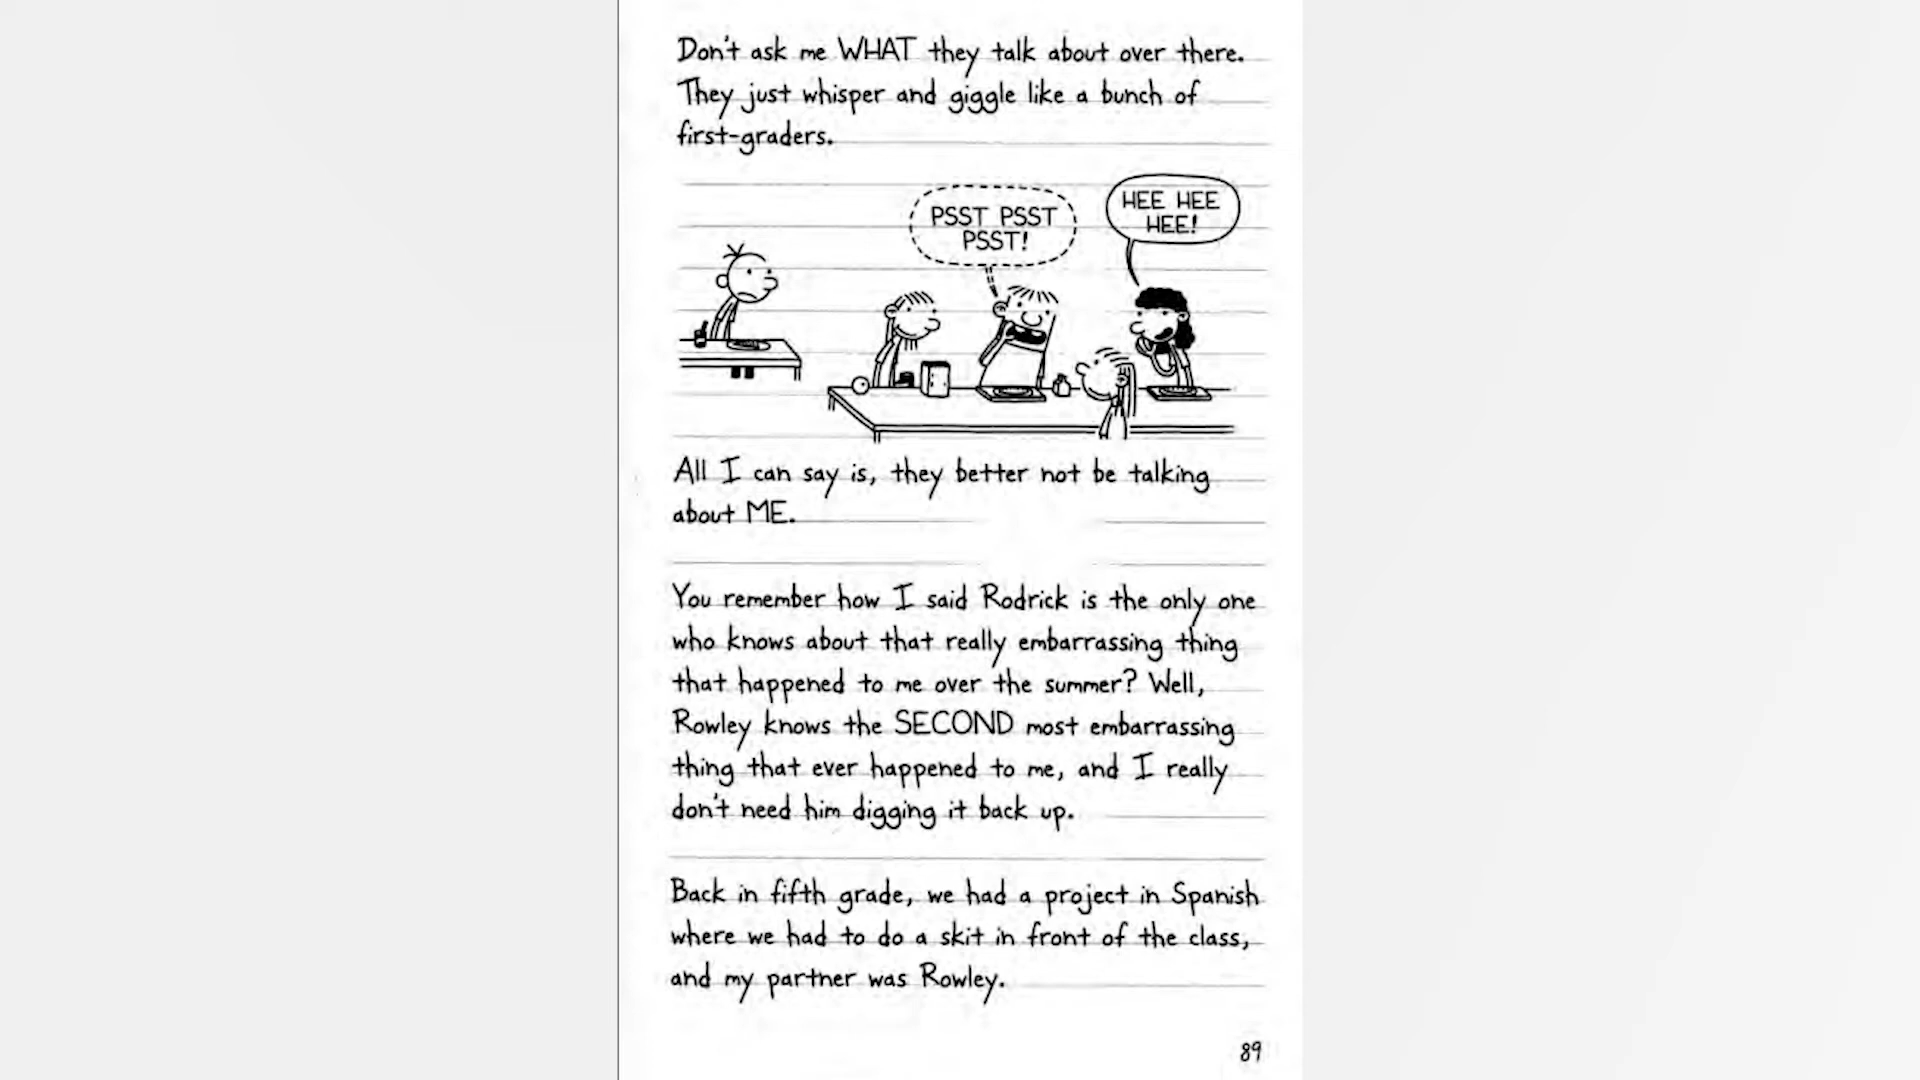 Don't ask me WHAT they talk about over there.
They just whisper and giggle like a bunch of
first-graders.
PSST PSST
PSST!
HEE HEE
HEE!
All I can say is, they better not be talking
about ME.
You remember how I said Rodrick is the only one
who knows about that really embarrassing thing
that happened to me over the summer? Well,
Rowley knows the SECOND most embarrassing
thing that ever happened to me, and I really
don't need him digging it back up.
Back in fifth grade, we had a project in Spanish
where we had to do a skit in front of the class,
and my partner was Rowley.
89